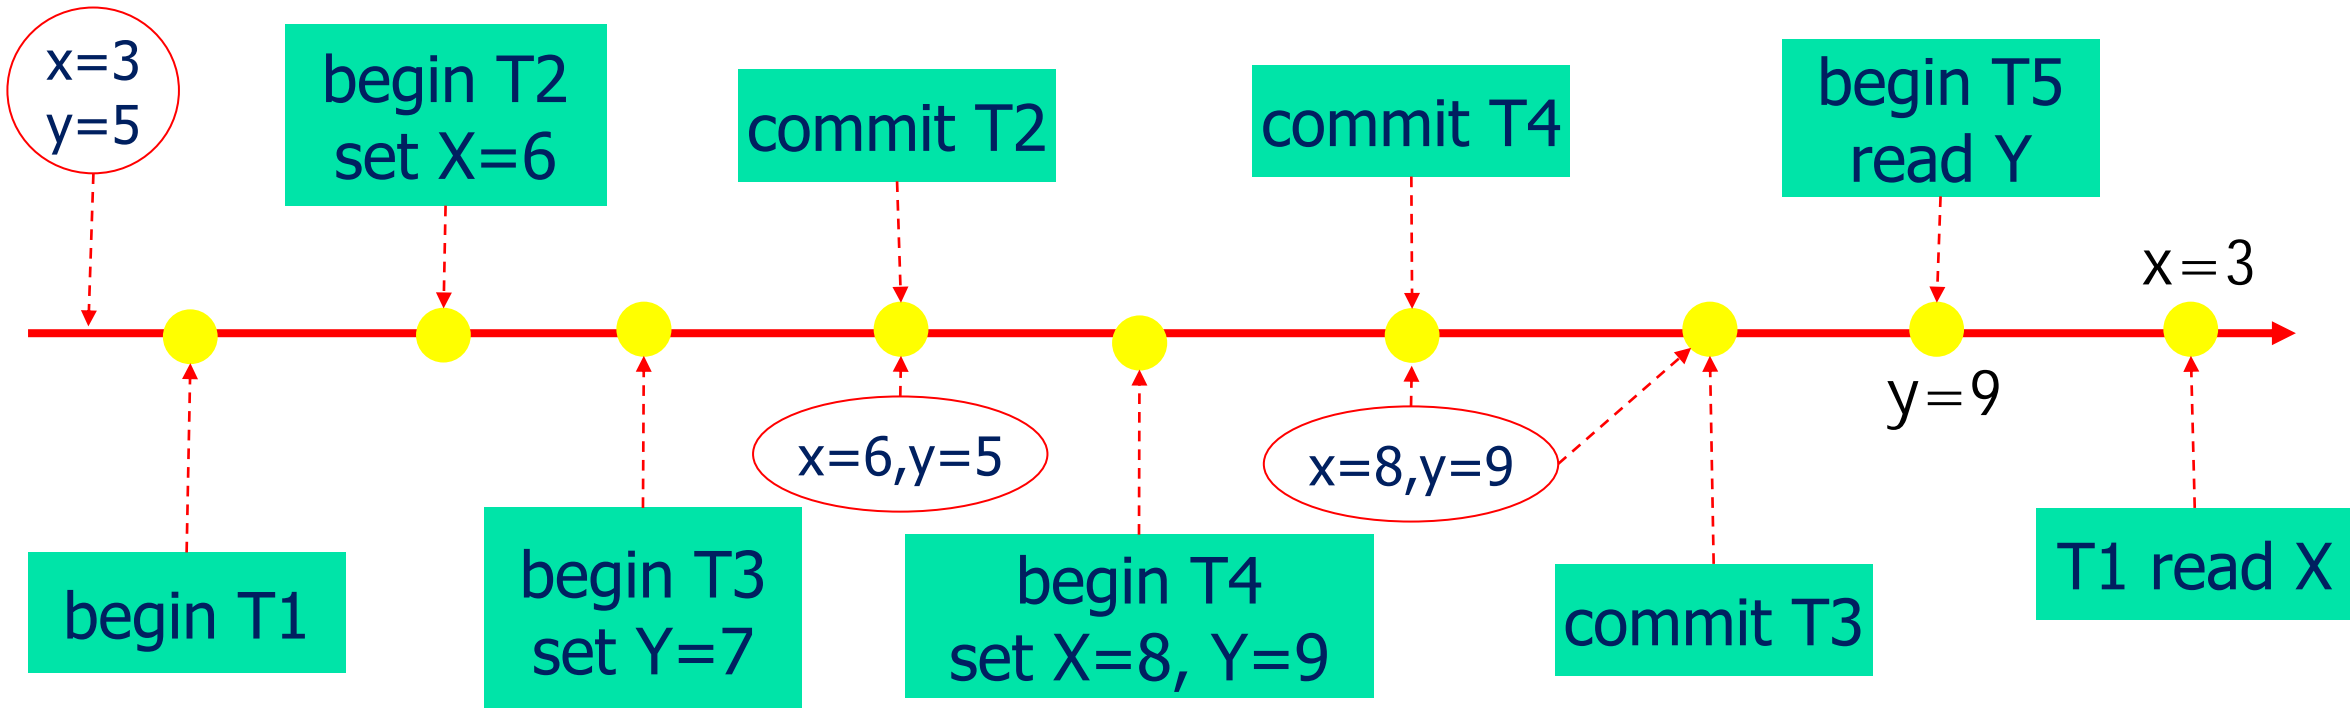 x=3
y=5
begin T2
set X=6
commit T2
commit T4
begin T5
read Y
x=3
y=9
x=6,y=5
x=8,y=9
begin T1
begin T3
set Y=7
begin T4
set X=8, Y=9
commit T3
T1 read X